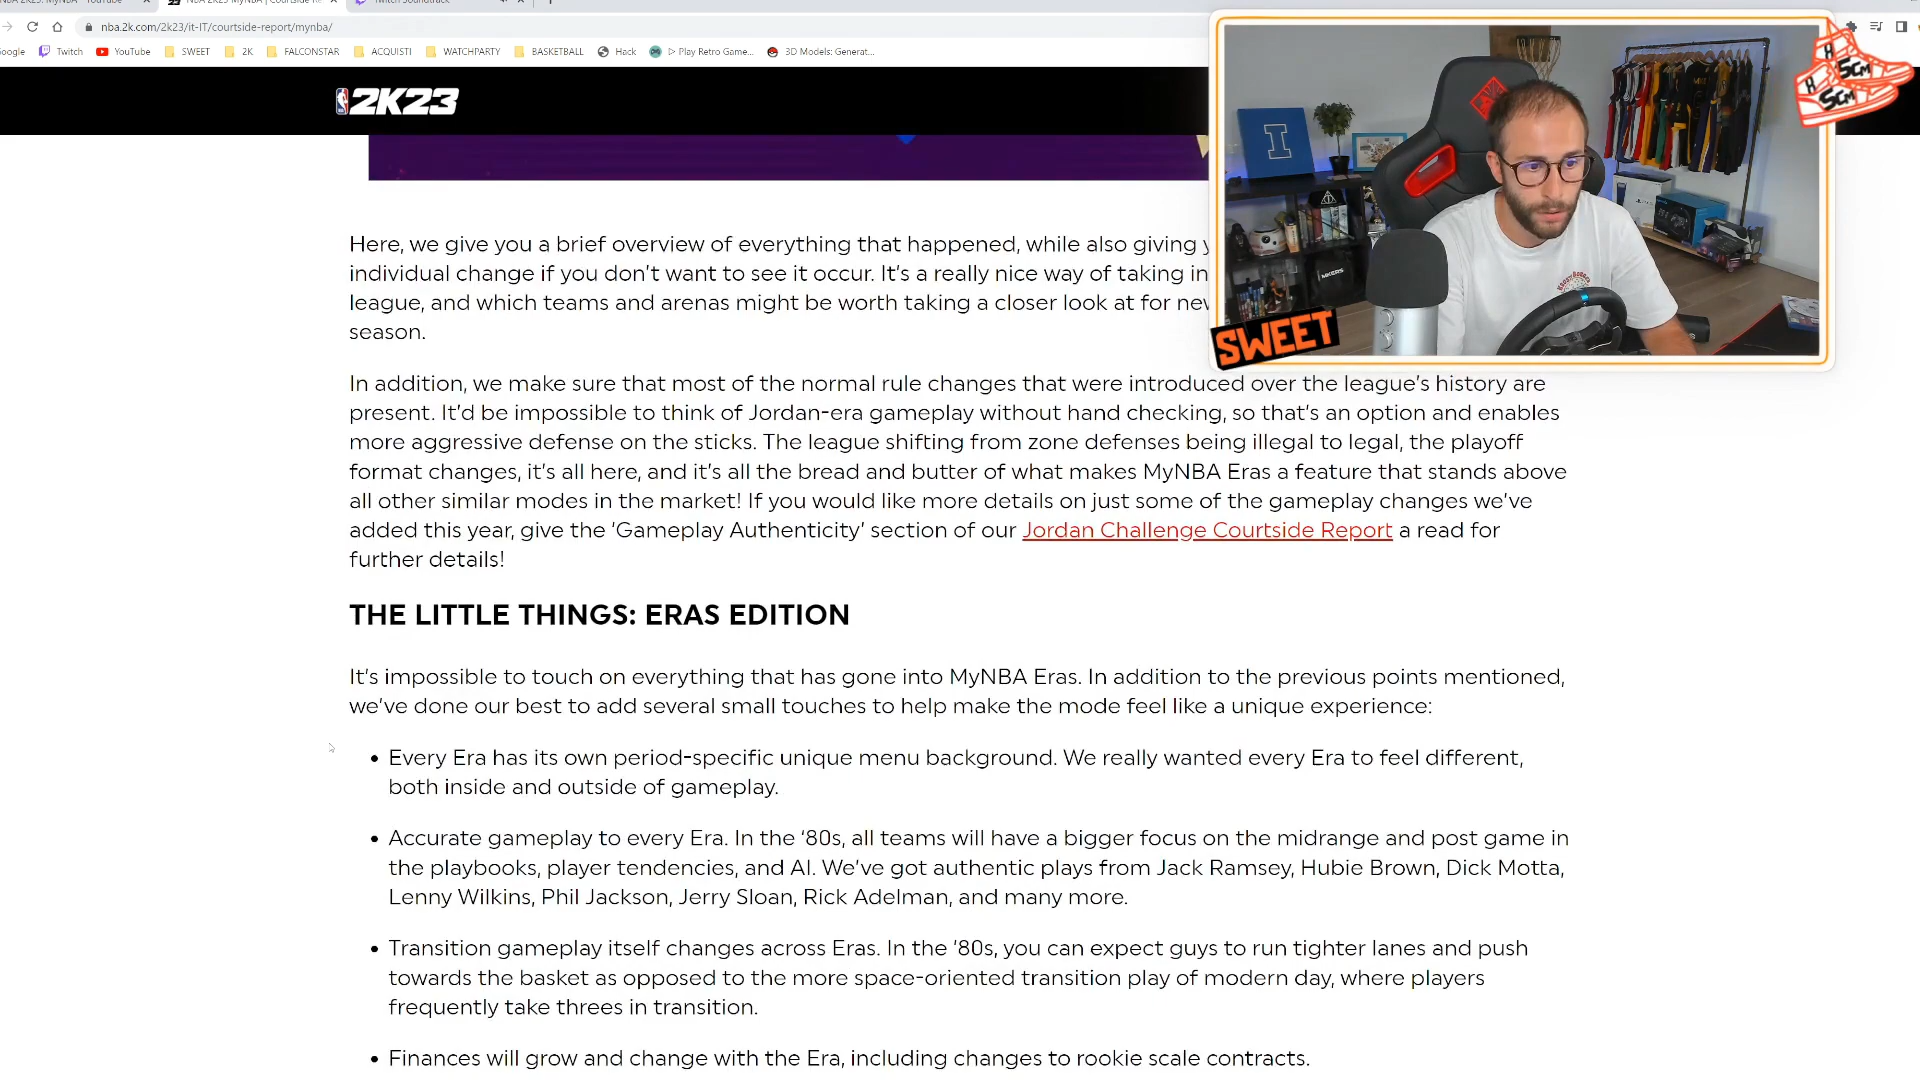 NBA 2K23: MyNBA - YouTube
NBA 2K23 MyNBA | Courtside Re
Twitch Soundtrack
nba.2k.com/2k23/it-IT/courtside-report/mynba/
oogle Twitch YouTube SWEET 2K FALCONSTAR ACQUISTI WATCHPARTY BASKETBALL Hack ▷ Play Retro Game... 3D Models: Generat...
2K23
SCM
SCM
SWEET
Here, we give you a brief overview of everything that happened, while also giving y
individual change if you don’t want to see it occur. It’s a really nice way of taking in
league, and which teams and arenas might be worth taking a closer look at for nev
season.
In addition, we make sure that most of the normal rule changes that were introduced over the league’s history are
present. It’d be impossible to think of Jordan-era gameplay without hand checking, so that’s an option and enables
more aggressive defense on the sticks. The league shifting from zone defenses being illegal to legal, the playoff
format changes, it’s all here, and it’s all the bread and butter of what makes MyNBA Eras a feature that stands above
all other similar modes in the market! If you would like more details on just some of the gameplay changes we’ve
added this year, give the ‘Gameplay Authenticity’ section of our Jordan Challenge Courtside Report a read for
further details!
THE LITTLE THINGS: ERAS EDITION
It’s impossible to touch on everything that has gone into MyNBA Eras. In addition to the previous points mentioned,
we’ve done our best to add several small touches to help make the mode feel like a unique experience:
• Every Era has its own period-specific unique menu background. We really wanted every Era to feel different,
both inside and outside of gameplay.
• Accurate gameplay to every Era. In the ‘80s, all teams will have a bigger focus on the midrange and post game in
the playbooks, player tendencies, and AI. We’ve got authentic plays from Jack Ramsey, Hubie Brown, Dick Motta,
Lenny Wilkins, Phil Jackson, Jerry Sloan, Rick Adelman, and many more.
• Transition gameplay itself changes across Eras. In the ‘80s, you can expect guys to run tighter lanes and push
towards the basket as opposed to the more space-oriented transition play of modern day, where players
frequently take threes in transition.
• Finances will grow and change with the Era, including changes to rookie scale contracts.